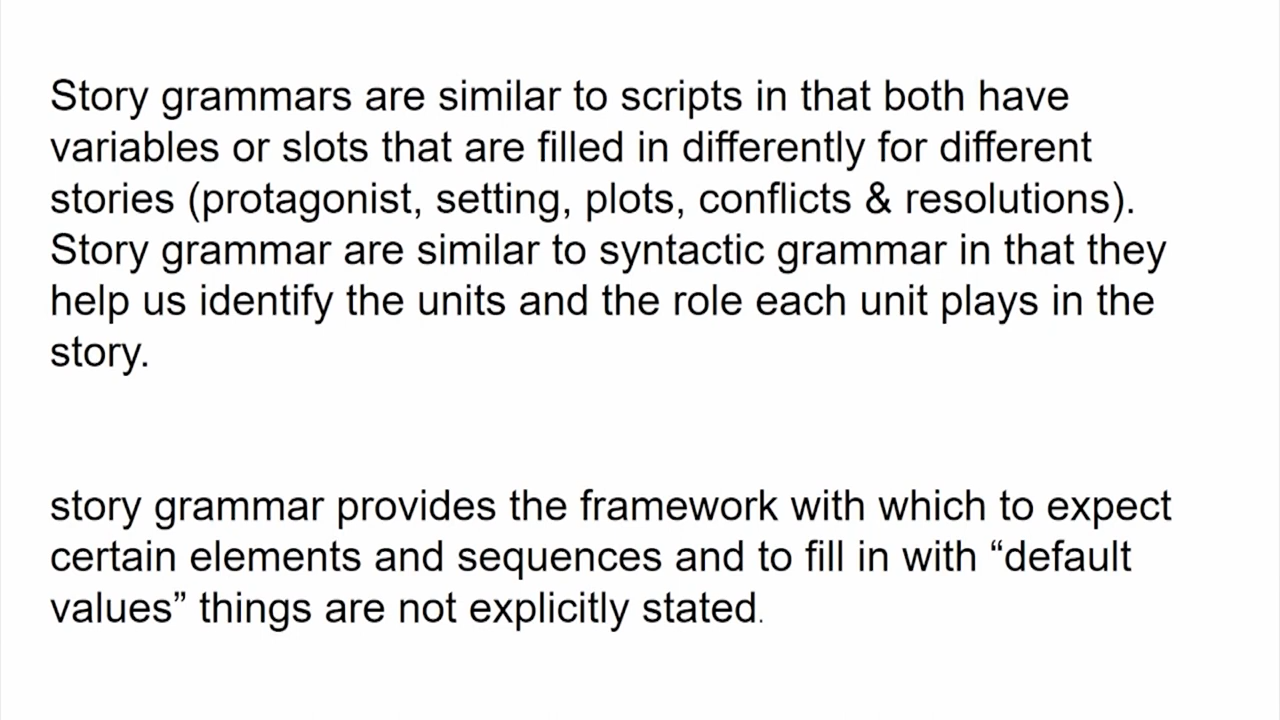 Story grammars are similar to scripts in that both have
variables or slots that are filled in differently for different
stories (protagonist, setting, plots, conflicts & resolutions).
Story grammar are similar to syntactic grammar in that they
help us identify the units and the role each unit plays in the
story.
story grammar provides the framework with which to expect
certain elements and sequences and to fill in with “default
values” things are not explicitly stated.